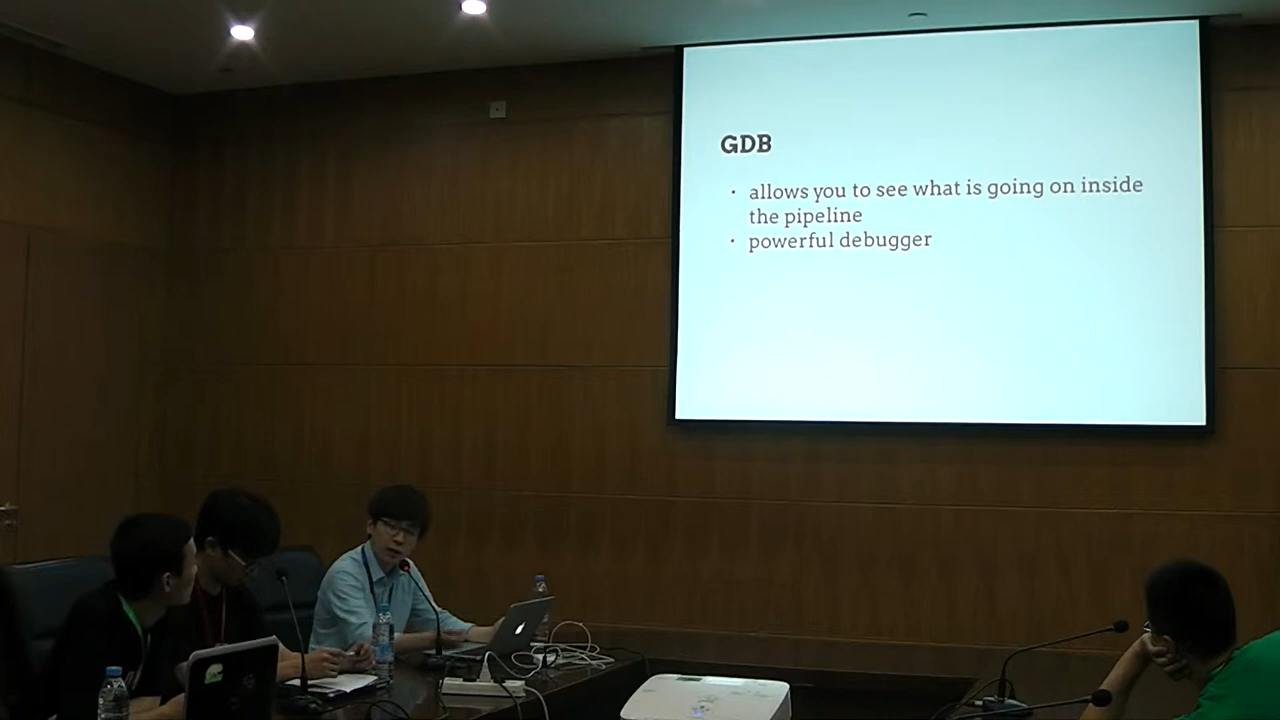 GDB
· allows you to see what is going on inside
the pipeline
· powerful debugger